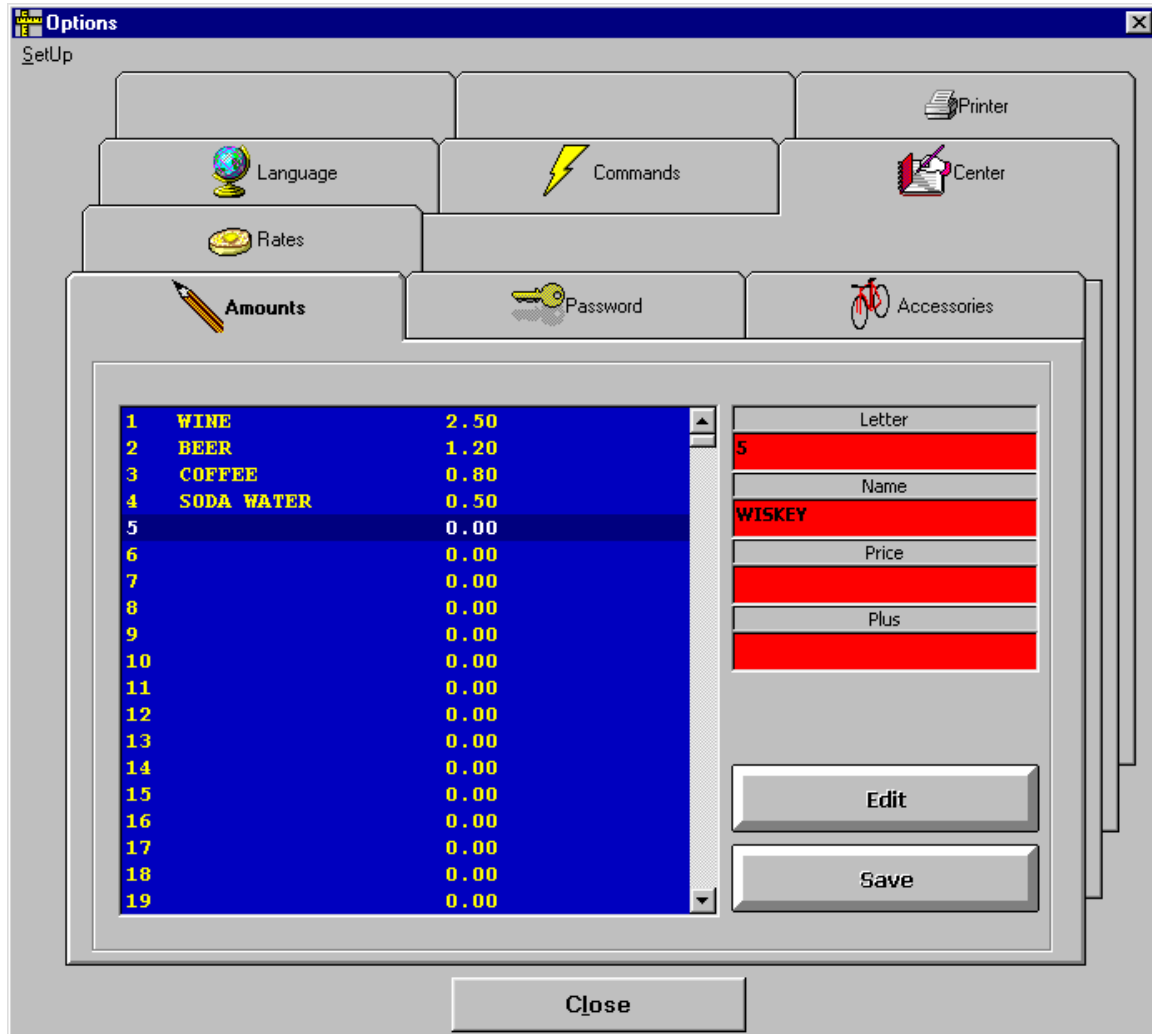 Options
SetUp
Printer
Language
Commands
Center
Rates
Amounts
Password
Accessories
1 WINE 2.50
2 BEER 1.20
3 COFFEE 0.80
4 SODA WATER 0.50
5 0.00
6 0.00
7 0.00
8 0.00
9 0.00
10 0.00
11 0.00
12 0.00
13 0.00
14 0.00
15 0.00
16 0.00
17 0.00
18 0.00
19 0.00
Letter
5
Name
WISKEY
Price
Plus
Edit
Save
Close